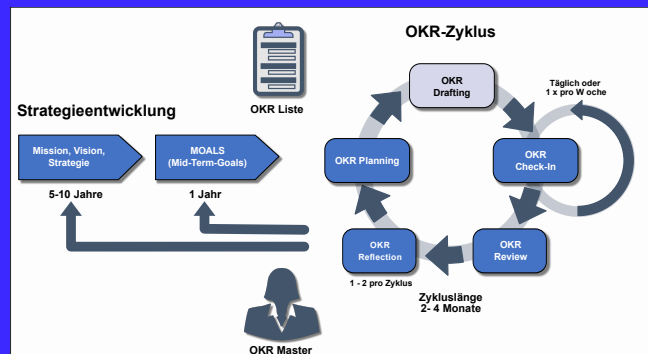 OKR-Zyklus
OKR Liste
Strategieentwicklung
Mission, Vision,
Strategie
5-10 Jahre
MOALS
(Mid-Term-Goals)
1 Jahr
OKR
Drafting
Täglich oder
1 x pro W oche
OKR Planning
OKR
Check-In
OKR
Reflection
1 - 2 pro Zyklus
OKR
Review
Zykluslänge
2- 4 Monate
OKR Master